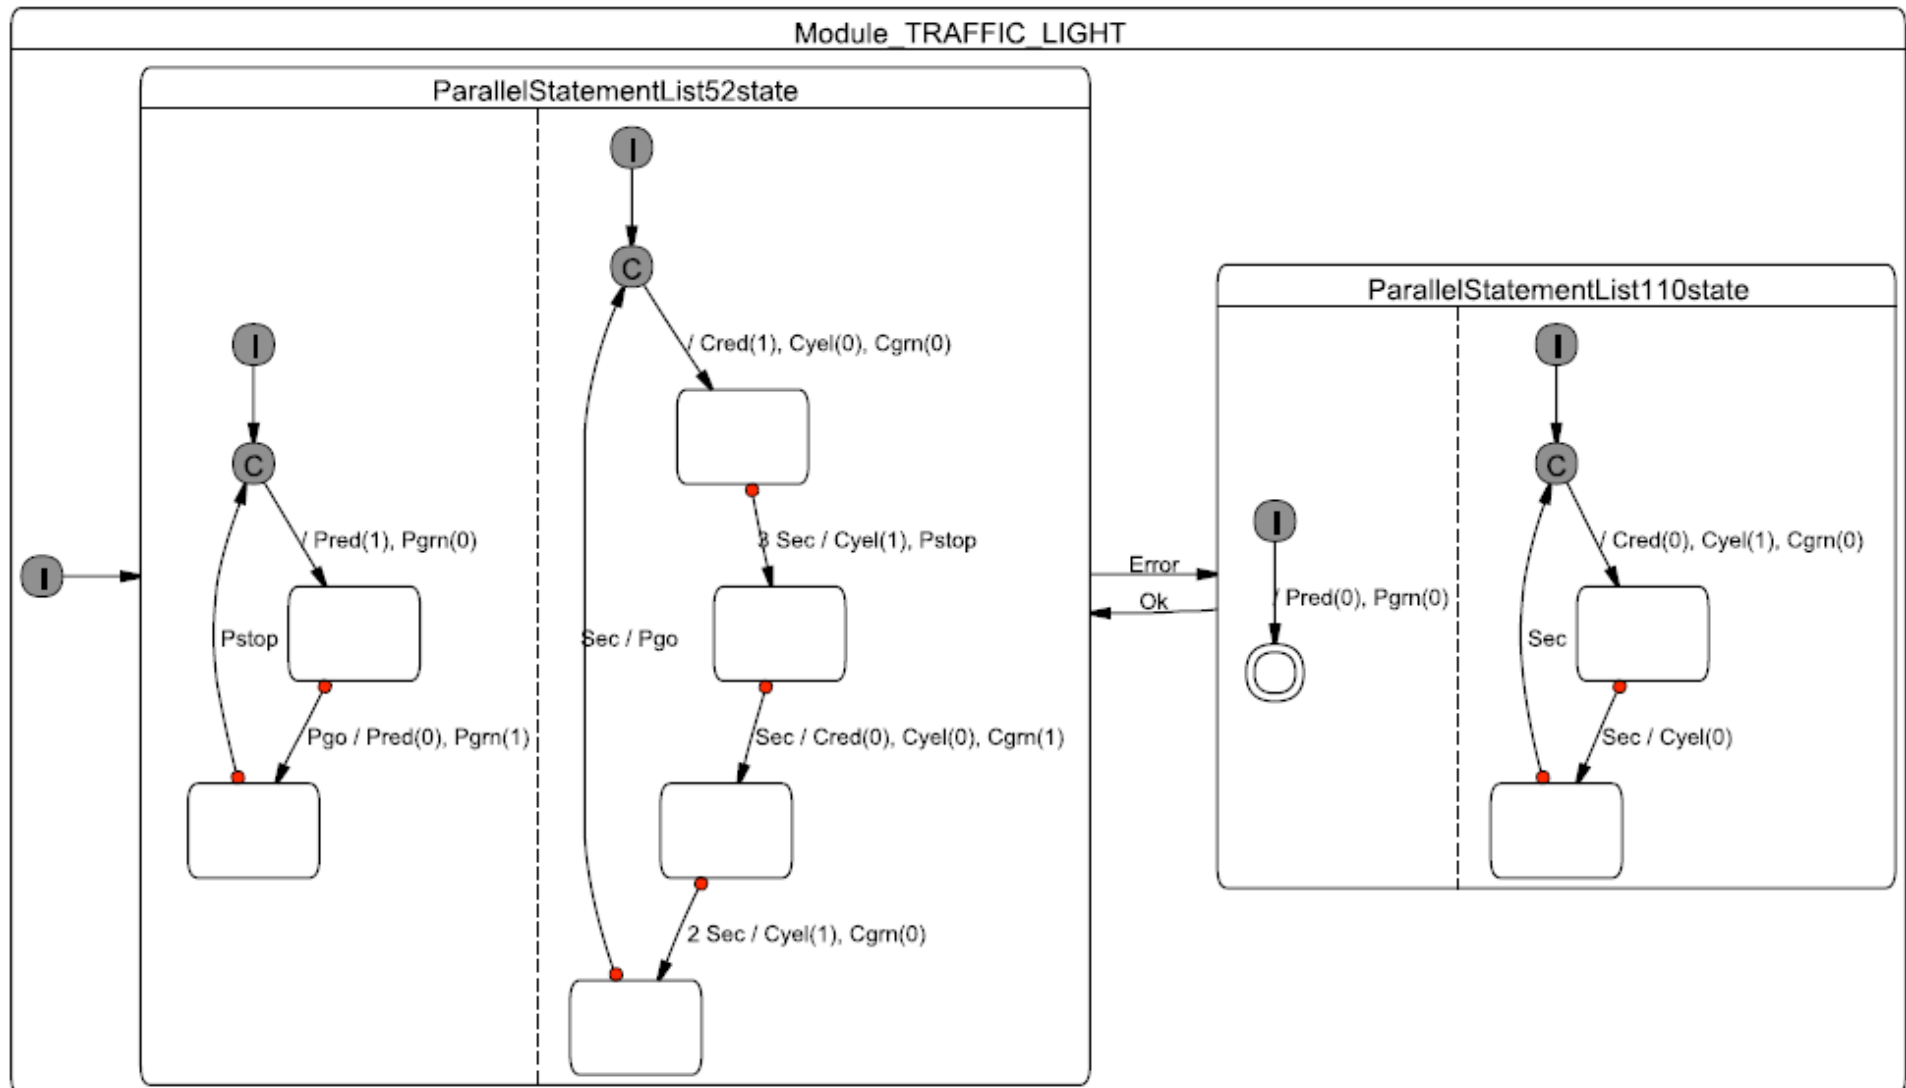 Module_TRAFFIC_LIGHT
ParallelStatementList52state
I
C
/ Cred(1), Cyel(0), Cgrn(0)
3 Sec / Cyel(1), Pstop
Sec / Cred(0), Cyel(0), Cgrn(1)
2 Sec / Cyel(1), Cgrn(0)
Sec / Pgo
I
C
/ Pred(1), Pgrn(0)
Pstop
Pgo / Pred(0), Pgrn(1)
I
Error
Ok
ParallelStatementList110state
I
/ Pred(0), Pgrn(0)
I
C
/ Cred(0), Cyel(1), Cgrn(0)
Sec
Sec / Cyel(0)